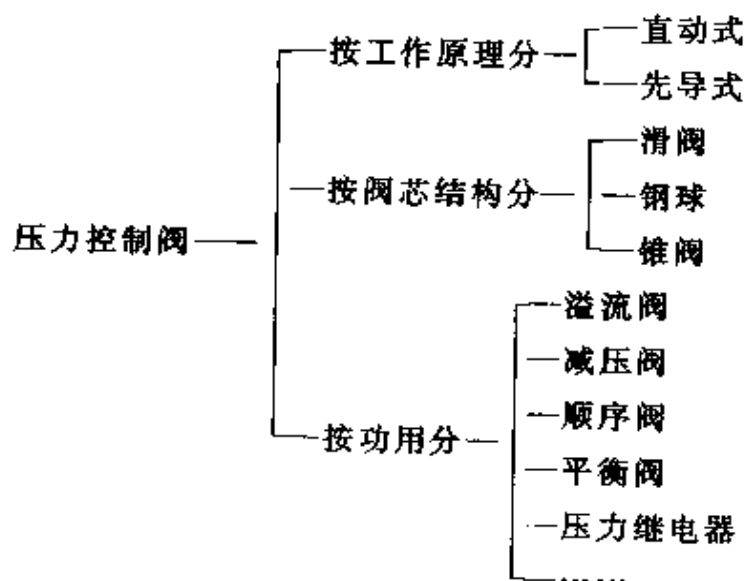 压力控制阀
按工作原理分
直动式
先导式
按阀芯结构分
滑阀
钢球
锥阀
按功用分
溢流阀
减压阀
顺序阀
平衡阀
压力继电器